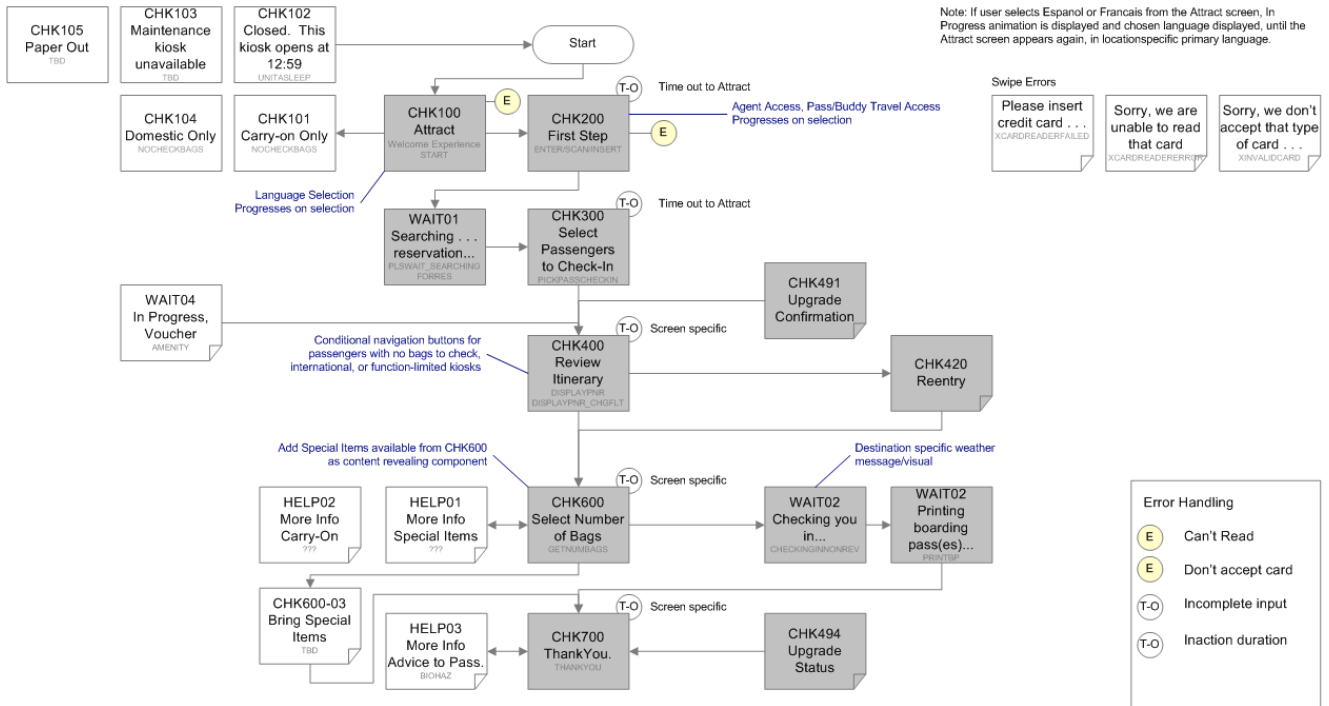 CHK105
Paper Out
TBD
CHK103
Maintenance
kiosk
unavailable
TBD
CHK102
Closed. This
kiosk opens at
12:59
UNITASLEEP
Start
Note: If user selects Espanol or Francais from the Attract screen, In
Progress animation is displayed and chosen language displayed, until the
Attract screen appears again, in locationspecific primary language.
CHK104
Domestic Only
NOCHECKBAGS
CHK101
Carry-on Only
NOCHECKBAGS
CHK100
Attract
Welcome Experience
START
E
CHK200
First Step
ENTER/SCAN/INSERT
T-O
Time out to Attract
E
Agent Access, Pass/Buddy Travel Access
Progresses on selection
Swipe Errors
Please insert
credit card . . .
XCARDREADERFAILED
Sorry, we are
unable to read
that card
XCARDREADERERROR
Sorry, we don't
accept that type
of card . . .
XINVALIDCARD
Language Selection
Progresses on selection
WAIT01
Searching . . .
reservation...
PLSWAIT_SEARCHING
FORRES
CHK300
Select
Passengers
to Check-In
PICKPASSCHECKIN
T-O
Time out to Attract
WAIT04
In Progress,
Voucher
AMENITY
CHK491
Upgrade
Confirmation
Conditional navigation buttons for
passengers with no bags to check,
international, or function-limited kiosks
CHK400
Review
Itinerary
DISPLAYPNR
DISPLAYPNR_CHGFLT
T-O
Screen specific
CHK420
Reentry
Add Special Items available from CHK600
as content revealing component
Destination specific weather
message/visual
HELP02
More Info
Carry-On
???
HELP01
More Info
Special Items
???
CHK600
Select Number
of Bags
GETNUMBAGS
T-O
Screen specific
WAIT02
Checking you
in...
CHECKINGINNONREV
WAIT02
Printing
boarding
pass(es)...
PRINTBP
CHK600-03
Bring Special
Items
TBD
HELP03
More Info
Advice to Pass.
BIOHAZ
CHK700
ThankYou.
THANKYOU
T-O
Screen specific
CHK494
Upgrade
Status
Error Handling
E Can't Read
E Don't accept card
T-O Incomplete input
T-O Inaction duration